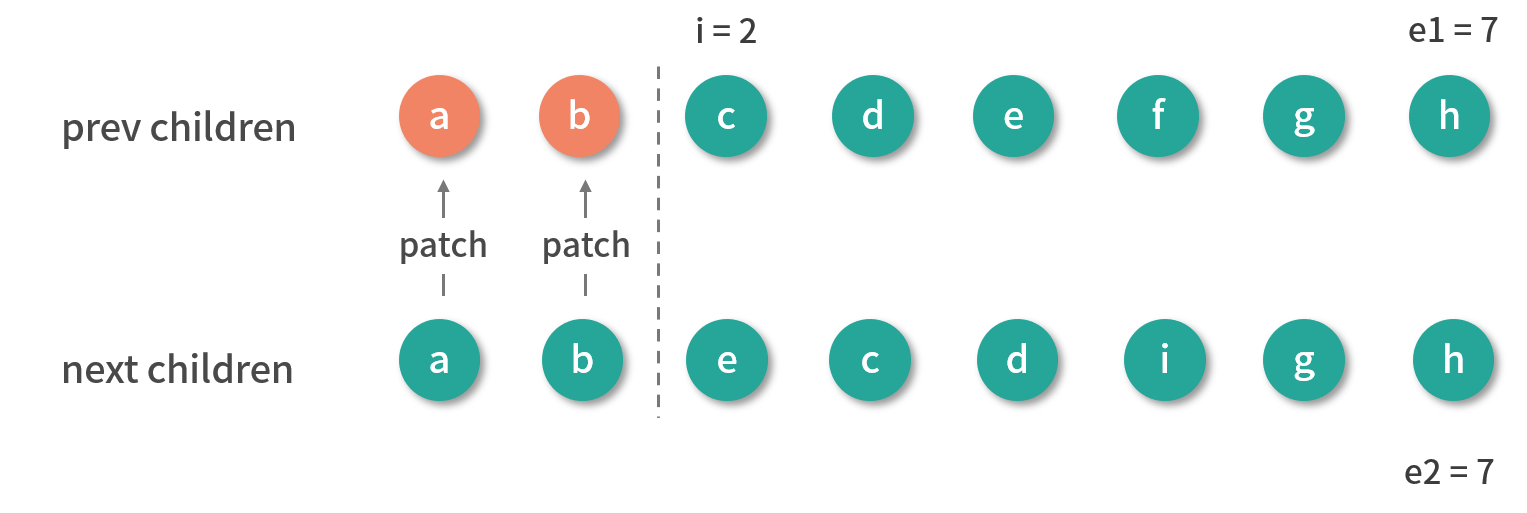 i = 2 e1 = 7
prev children a b c d e f g h
patch patch
next children a b e c d i g h
e2 = 7